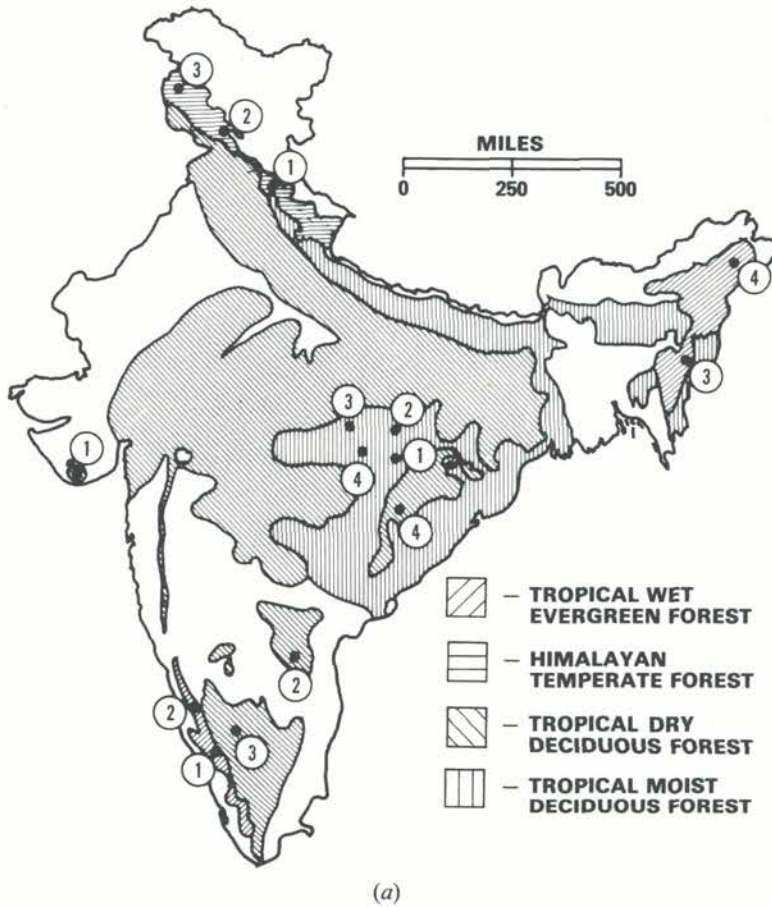 3
2
1
MILES
0 250 500
4
3
3
2
1
1
4
4
2
2
3
1
– TROPICAL WET
EVERGREEN FOREST
– HIMALAYAN
TEMPERATE FOREST
– TROPICAL DRY
DECIDUOUS FOREST
– TROPICAL MOIST
DECIDUOUS FOREST
(a)